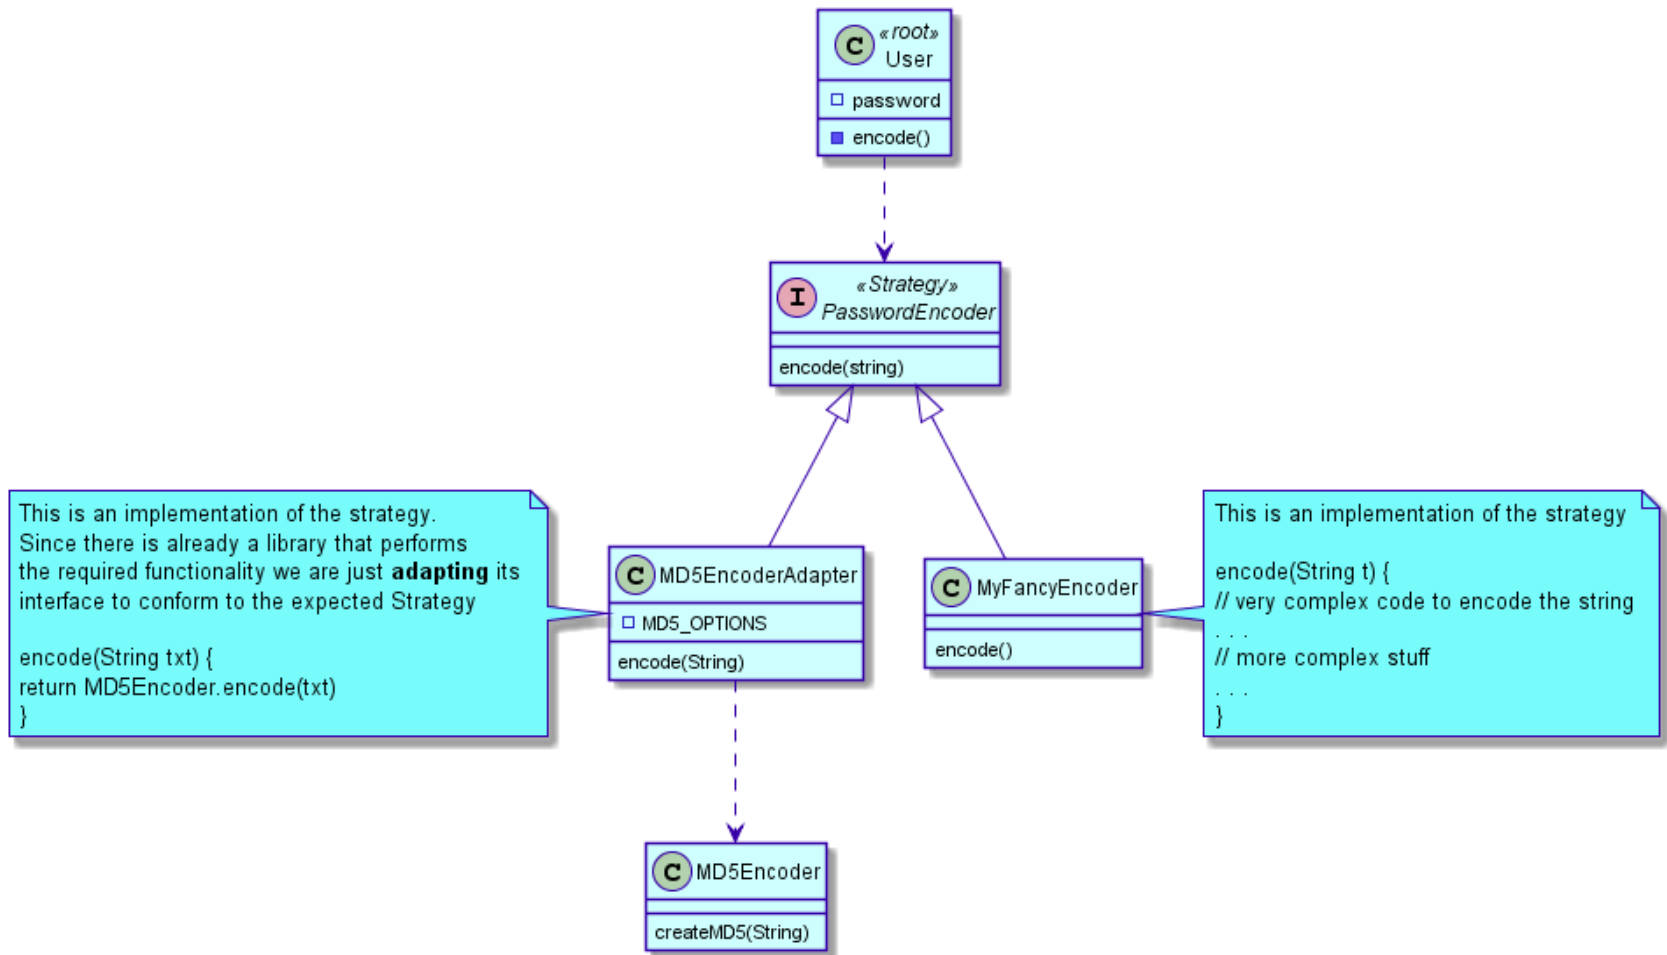 C
«root»
User
password
encode()
I
«Strategy»
PasswordEncoder
encode(string)
This is an implementation of the strategy.
Since there is already a library that performs
the required functionality we are just adapting its
interface to conform to the expected Strategy
encode(String txt) {
return MD5Encoder.encode(txt)
}
C MD5EncoderAdapter
MD5_OPTIONS
encode(String)
C MyFancyEncoder
encode()
This is an implementation of the strategy
encode(String t) {
// very complex code to encode the string
. . .
// more complex stuff
. . .
}
C MD5Encoder
createMD5(String)